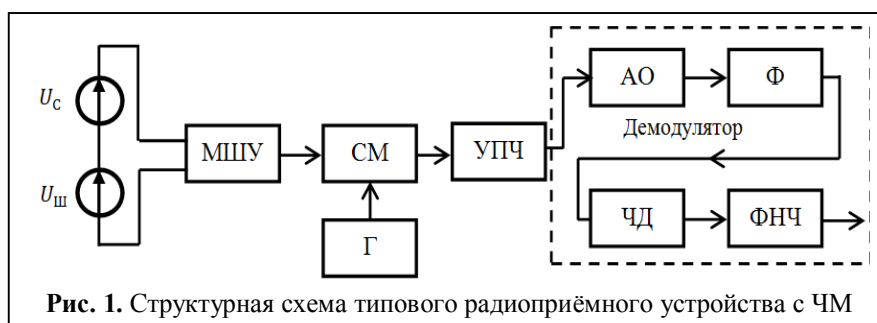 U_С
U_Ш
МШУ
СМ
Г
УПЧ
АО
Ф
Демодулятор
ЧД
ФНЧ
Рис. 1. Структурная схема типового радиоприёмного устройства с ЧМ